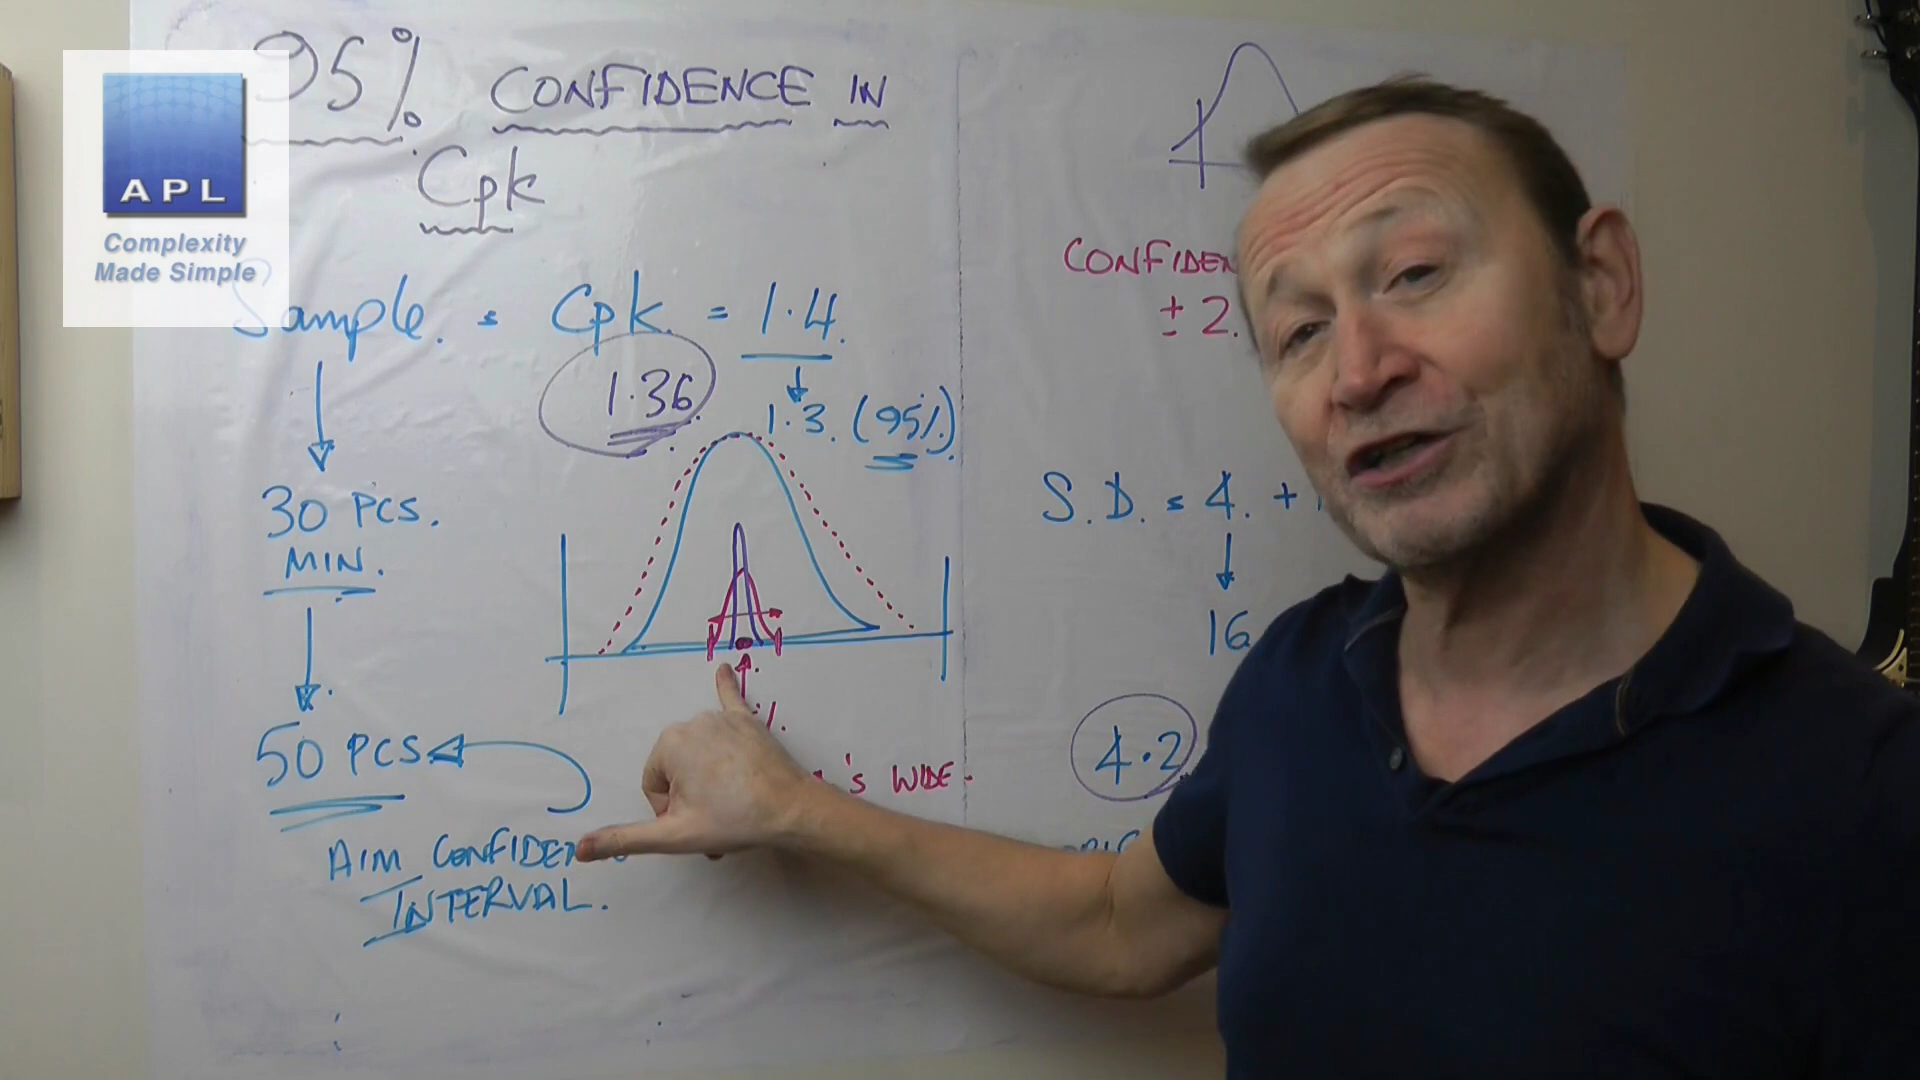 95% CONFIDENCE IN
Cpk
APL
Complexity
Made Simple
Sample = Cpk = 1.4.
1.36
1.3. (95%).
30 PCS.
MIN.
50 PCS
AIM CONFIDEN
INTERVAL.
'S WIDE.
CONFIDEN
± 2.
S.D. = 4. +
16
4.2